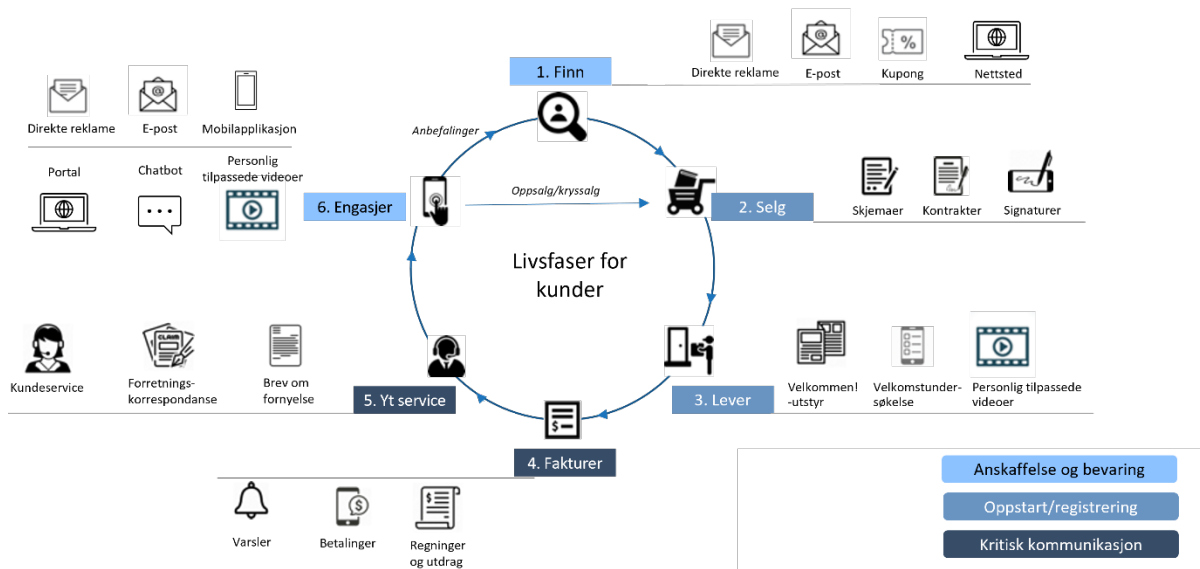 1. Finn
Direkte reklame
E-post
Kupong
Nettsted
Direkte reklame
E-post
Mobilapplikasjon
Anbefalinger
Portal
Chatbot
Personlig
tilpassede videoer
6. Engasjer
Oppsalg/kryssalg
2. Selg
Skjemaer
Kontrakter
Signaturer
Livsfaser for
kunder
Kundeservice
CLAIM
Forretnings-
korrespondanse
Brev om
fornyelse
5. Yt service
3. Lever
Velkommen!
-utstyr
Velkomstunder-
søkelse
Personlig tilpassede
videoer
4. Fakturer
Varsler
Betalinger
Regninger
og utdrag
Anskaffelse og bevaring
Oppstart/registrering
Kritisk kommunikasjon